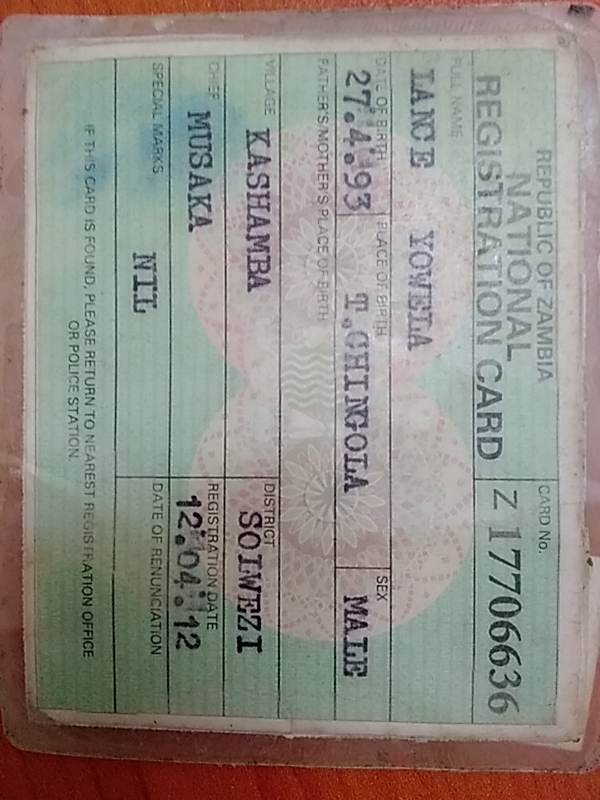 REPUBLIC OF ZAMBIA
NATIONAL
REGISTRATION CARD
CARD No.
Z 17706636
FULL NAME
LANCE YOWELA
DATE OF BIRTH PLACE OF BIRTH SEX
27.4.93 T.CHINGOLA MALE
FATHER'S/MOTHER'S PLACE OF BIRTH
VILLAGE DISTRICT
KASHAMBA SOLWEZI
CHIEF REGISTRATION DATE
MUSAKA 12.04.12
SPECIAL MARKS DATE OF RENUNCIATION
NIL
IF THIS CARD IS FOUND, PLEASE RETURN TO NEAREST REGISTRATION OFFICE
OR POLICE STATION.